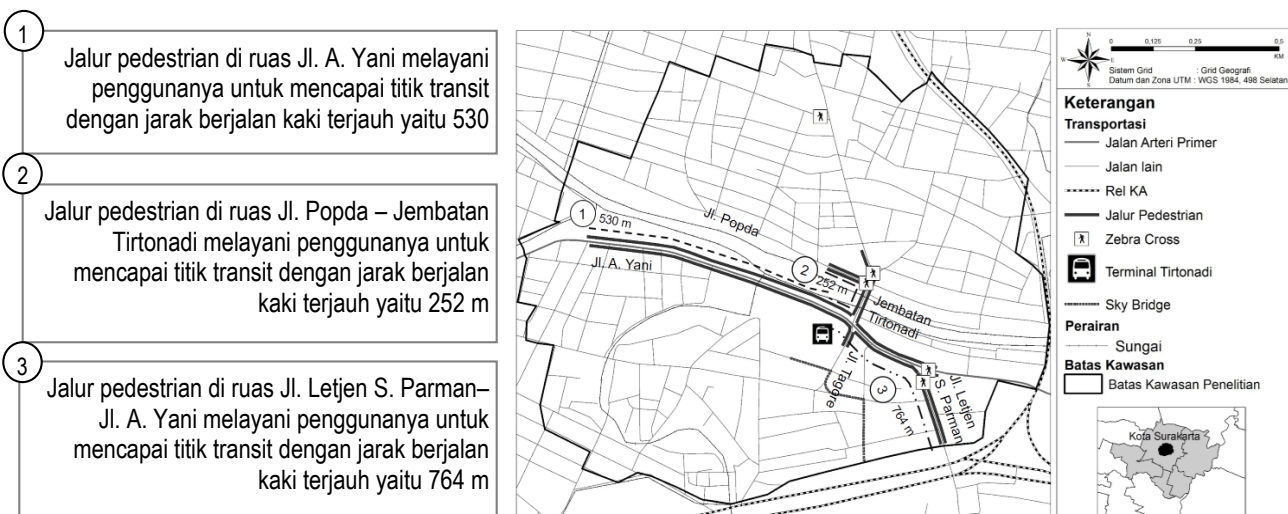 1
Jalur pedestrian di ruas Jl. A. Yani melayani
penggunanya untuk mencapai titik transit
dengan jarak berjalan kaki terjauh yaitu 530
2
Jalur pedestrian di ruas Jl. Popda – Jembatan
Tirtonadi melayani penggunanya untuk
mencapai titik transit dengan jarak berjalan
kaki terjauh yaitu 252 m
3
Jalur pedestrian di ruas Jl. Letjen S. Parman–
Jl. A. Yani melayani penggunanya untuk
mencapai titik transit dengan jarak berjalan
kaki terjauh yaitu 764 m
1
530 m
Jl. Popda
Jl. A. Yani
2
252 m
Jembatan
Tirtonadi
Jl. Tagore
3
764 m
Jl. Letjen
S. Parman
N
W
E
S
0 0,125 0,25 0,5
KM
Sistem Grid : Grid Geografi
Datum dan Zona UTM : WGS 1984, 498 Selatan
Keterangan
Transportasi
Jalan Arteri Primer
Jalan lain
Rel KA
Jalur Pedestrian
Zebra Cross
Terminal Tirtonadi
Sky Bridge
Perairan
Sungai
Batas Kawasan
Batas Kawasan Penelitian
Kota Surakarta